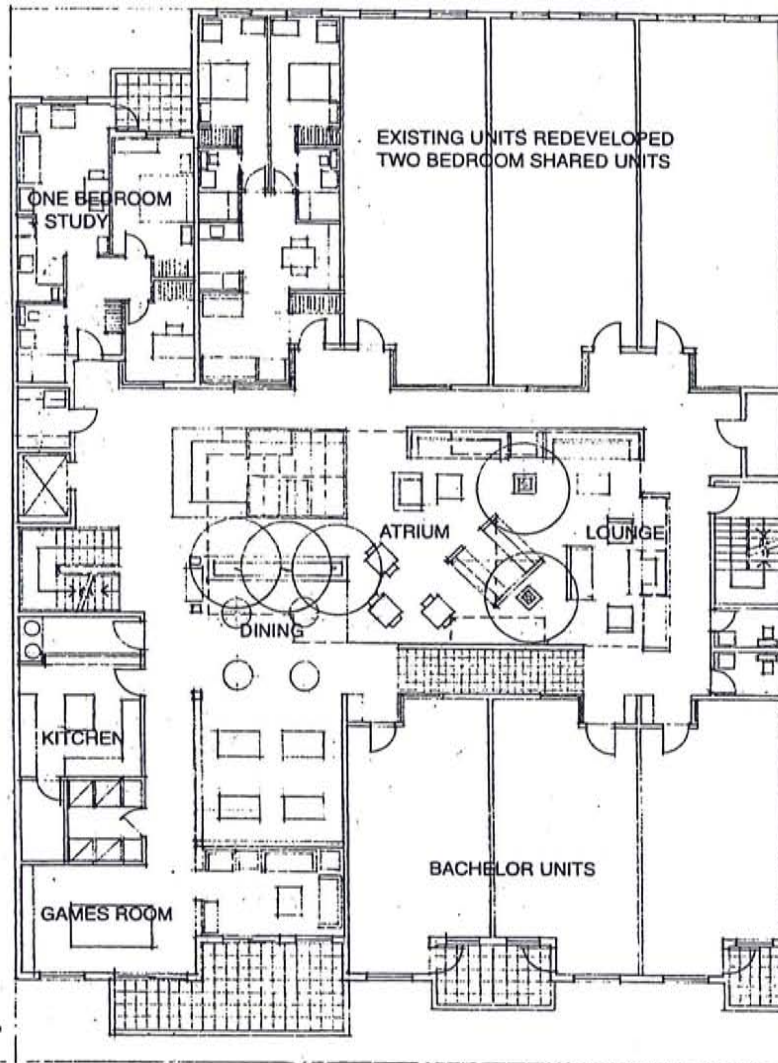 EXISTING UNITS REDEVELOPED
TWO BEDROOM SHARED UNITS
ONE BEDROOM
STUDY
ATRIUM
LOUNGE
DINING
KITCHEN
BACHELOR UNITS
GAMES ROOM